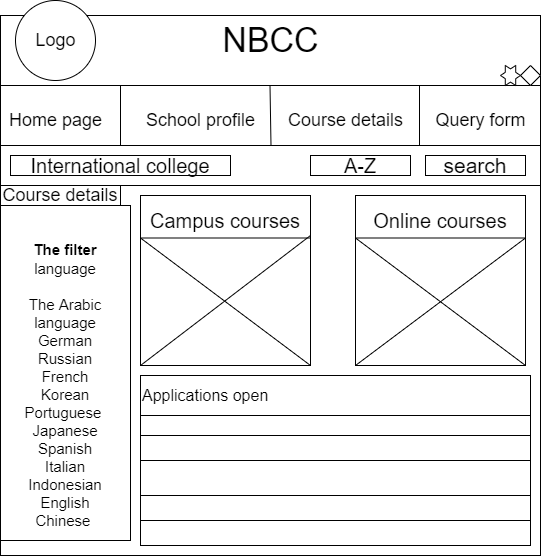 Logo
NBCC
Home page
School profile
Course details
Query form
International college
A-Z
search
Course details
The filter
language
The Arabic
language
German
Russian
French
Korean
Portoguese
Japanese
Spanish
Italian
Indonesian
English
Chinese
Campus courses
Online courses
Applications open